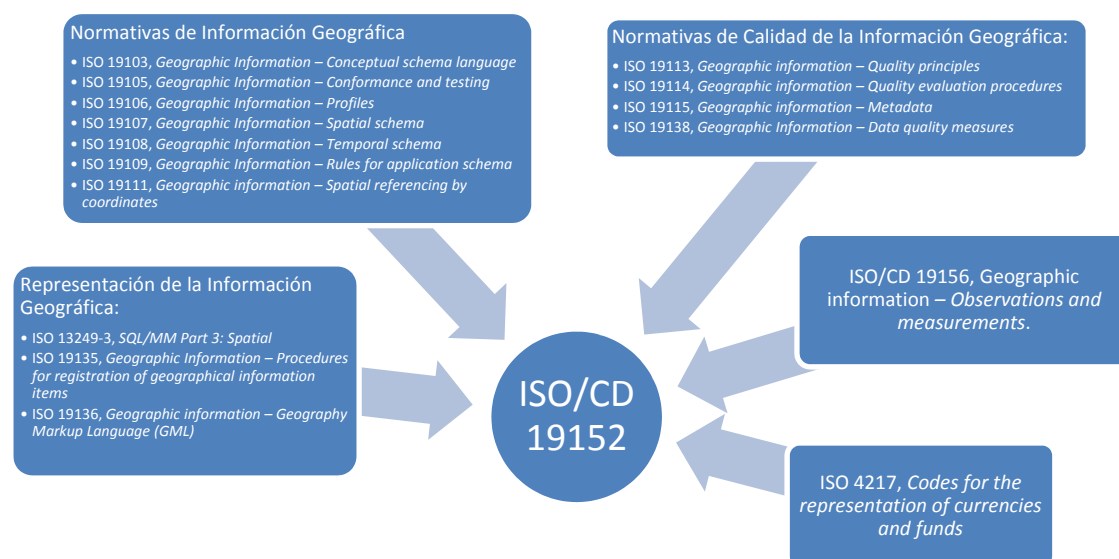 Normativas de Información Geográfica
• ISO 19103, Geographic Information – Conceptual schema language
• ISO 19105, Geographic Information – Conformance and testing
• ISO 19106, Geographic Information – Profiles
• ISO 19107, Geographic Information – Spatial schema
• ISO 19108, Geographic Information – Temporal schema
• ISO 19109, Geographic Information – Rules for application schema
• ISO 19111, Geographic information – Spatial referencing by
coordinates
Normativas de Calidad de la Información Geográfica:
• ISO 19113, Geographic information – Quality principles
• ISO 19114, Geographic information – Quality evaluation procedures
• ISO 19115, Geographic information – Metadata
• ISO 19138, Geographic Information – Data quality measures
Representación de la Información
Geográfica:
• ISO 13249-3, SQL/MM Part 3: Spatial
• ISO 19135, Geographic Information – Procedures
for registration of geographical information
items
• ISO 19136, Geographic information – Geography
Markup Language (GML)
ISO/CD
19152
ISO/CD 19156, Geographic
information – Observations and
measurements.
ISO 4217, Codes for the
representation of currencies
and funds